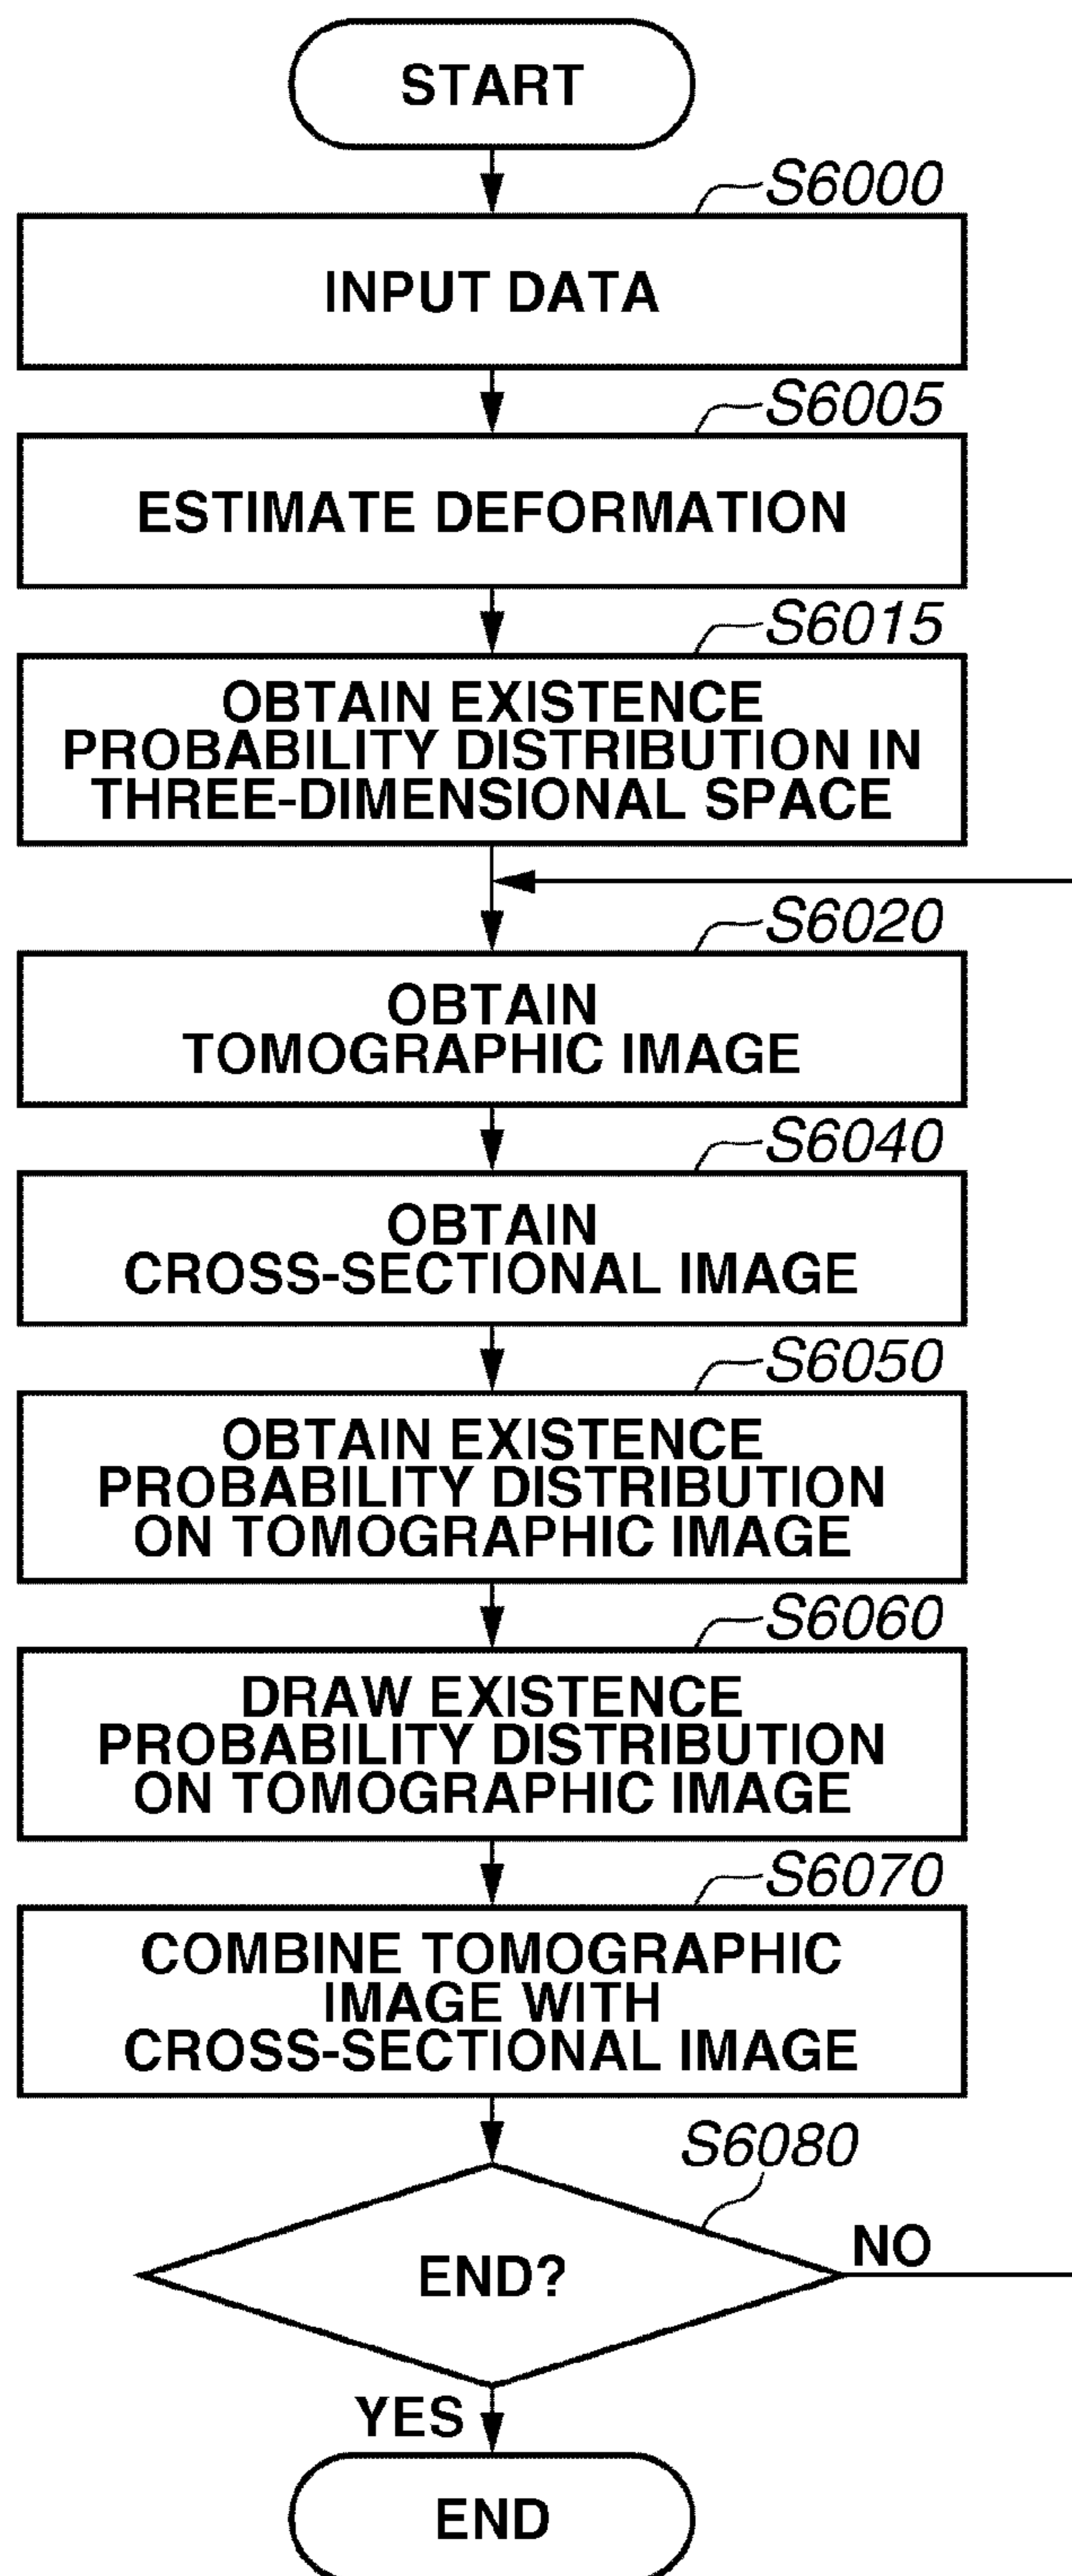 START
S6000
INPUT DATA
S6005
ESTIMATE DEFORMATION
S6015
OBTAIN EXISTENCE
PROBABILITY DISTRIBUTION IN
THREE-DIMENSIONAL SPACE
S6020
OBTAIN
TOMOGRAPHIC IMAGE
S6040
OBTAIN
CROSS-SECTIONAL IMAGE
S6050
OBTAIN EXISTENCE
PROBABILITY DISTRIBUTION
ON TOMOGRAPHIC IMAGE
S6060
DRAW EXISTENCE
PROBABILITY DISTRIBUTION
ON TOMOGRAPHIC IMAGE
S6070
COMBINE TOMOGRAPHIC
IMAGE WITH
CROSS-SECTIONAL IMAGE
S6080
END?
NO
YES
END